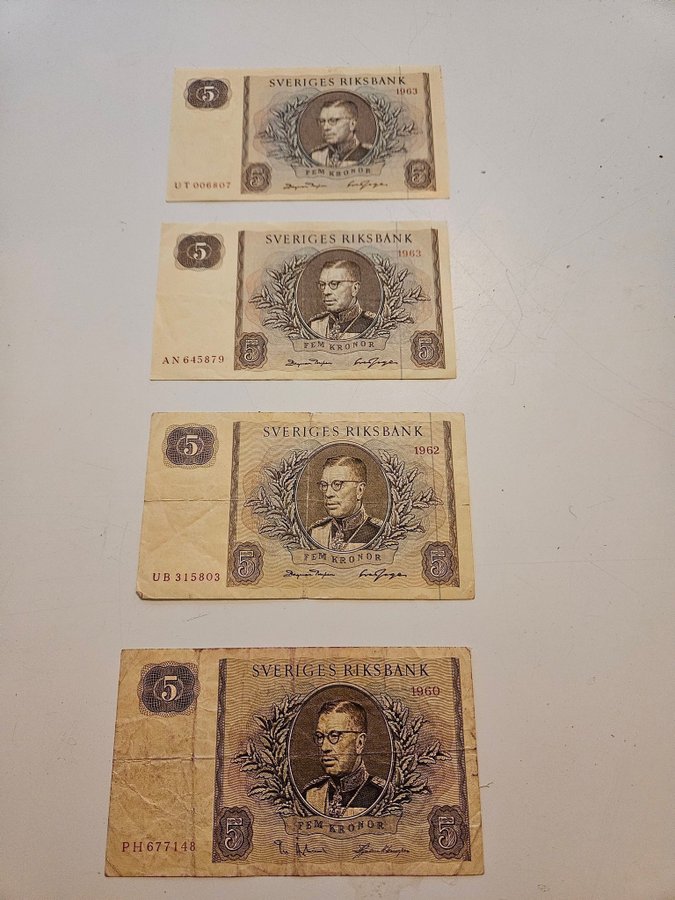 5 SVERIGES RIKSBANK
1963
FEM KRONOR
UT 006807 5 5
5 SVERIGES RIKSBANK
1963
FEM KRONOR
AN 645879 5 5
5 SVERIGES RIKSBANK
1962
FEM KRONOR
UB 315803 5 5
5 SVERIGES RIKSBANK
1960
FEM KRONOR
PH 677148 5 5